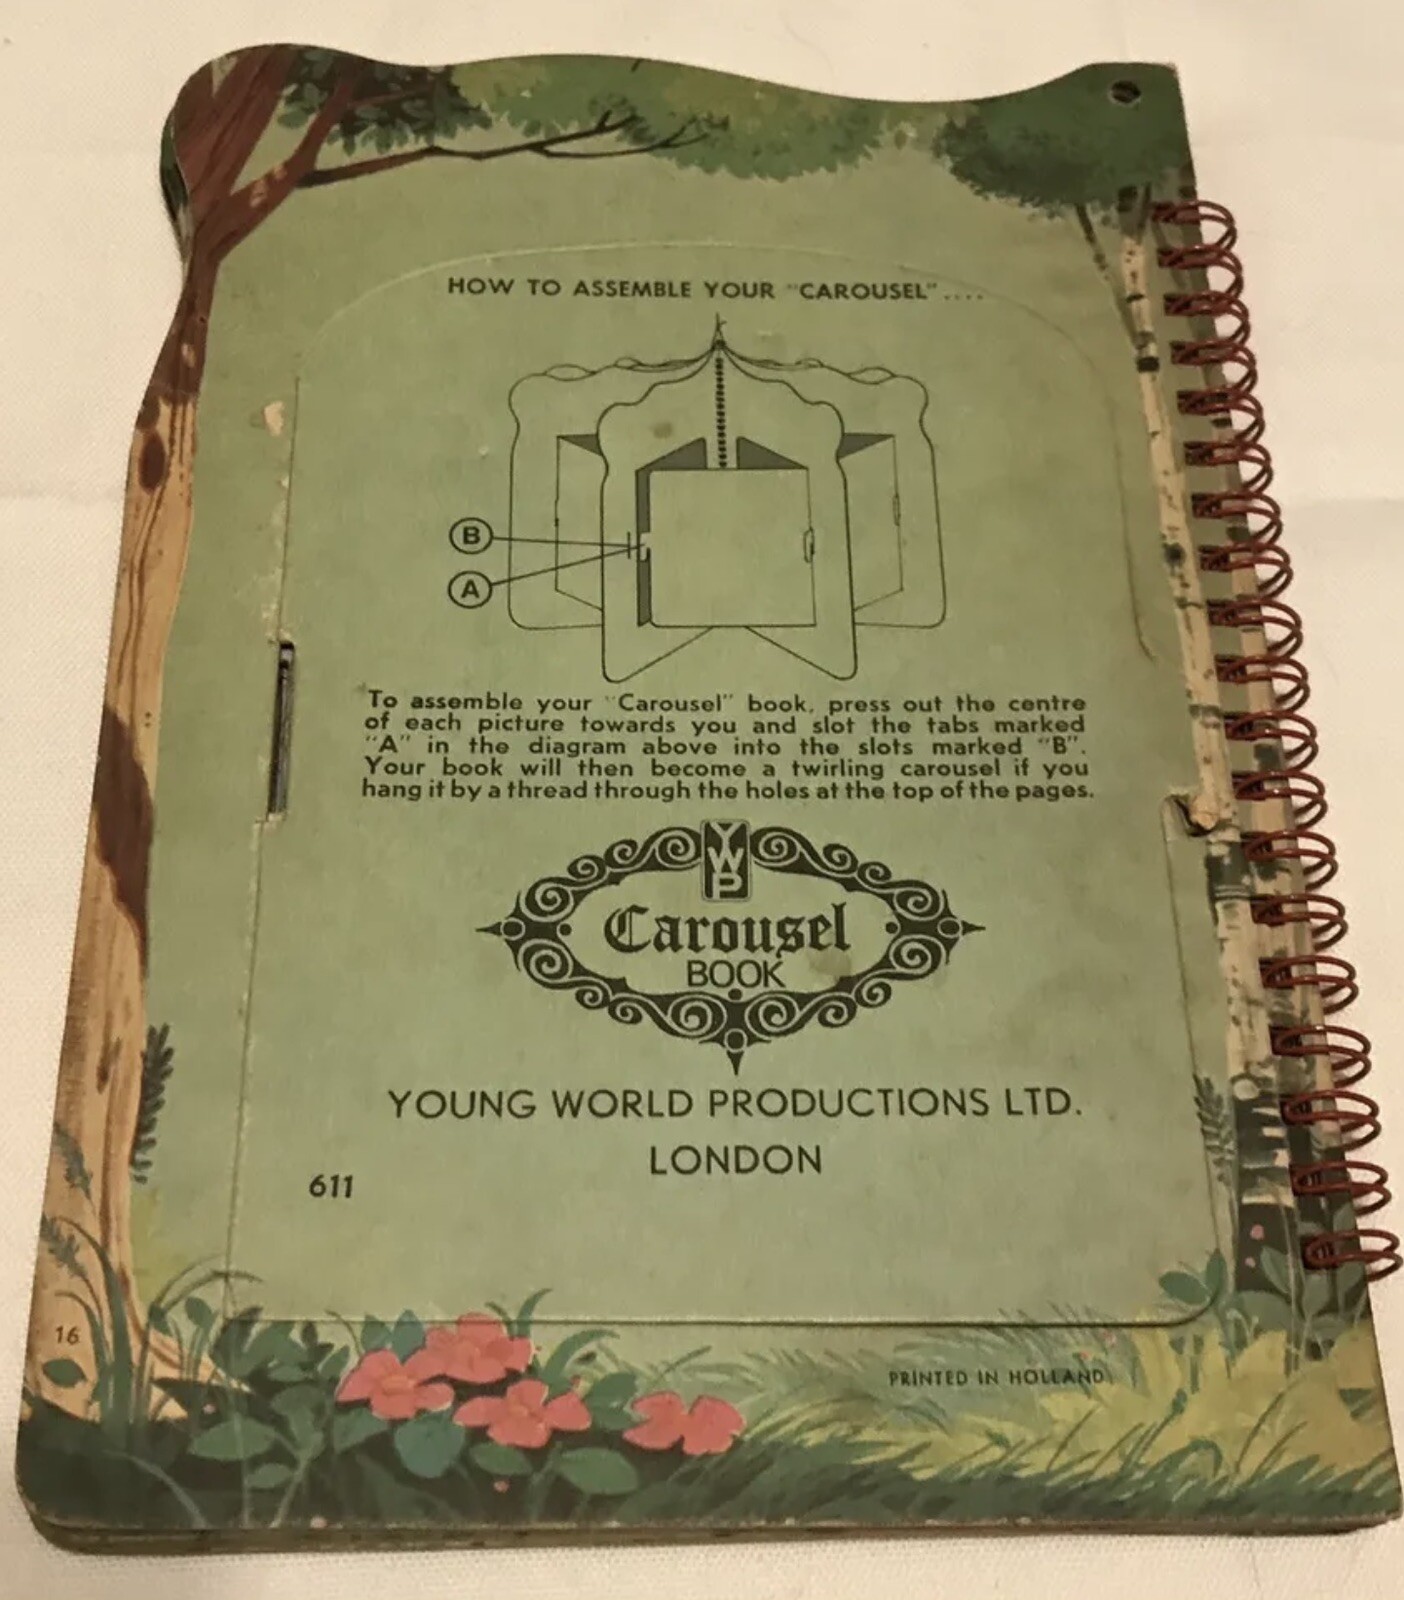 HOW TO ASSEMBLE YOUR "CAROUSEL"....
B
A
To assemble your "Carousel" book, press out the centre
of each picture towards you and slot the tabs marked
"A" in the diagram above into the slots marked "B".
Your book will then become a twirling carousel if you
hang it by a thread through the holes at the top of the pages.
YWP
Carousel
BOOK
YOUNG WORLD PRODUCTIONS LTD.
LONDON
611
16
PRINTED IN HOLLAND